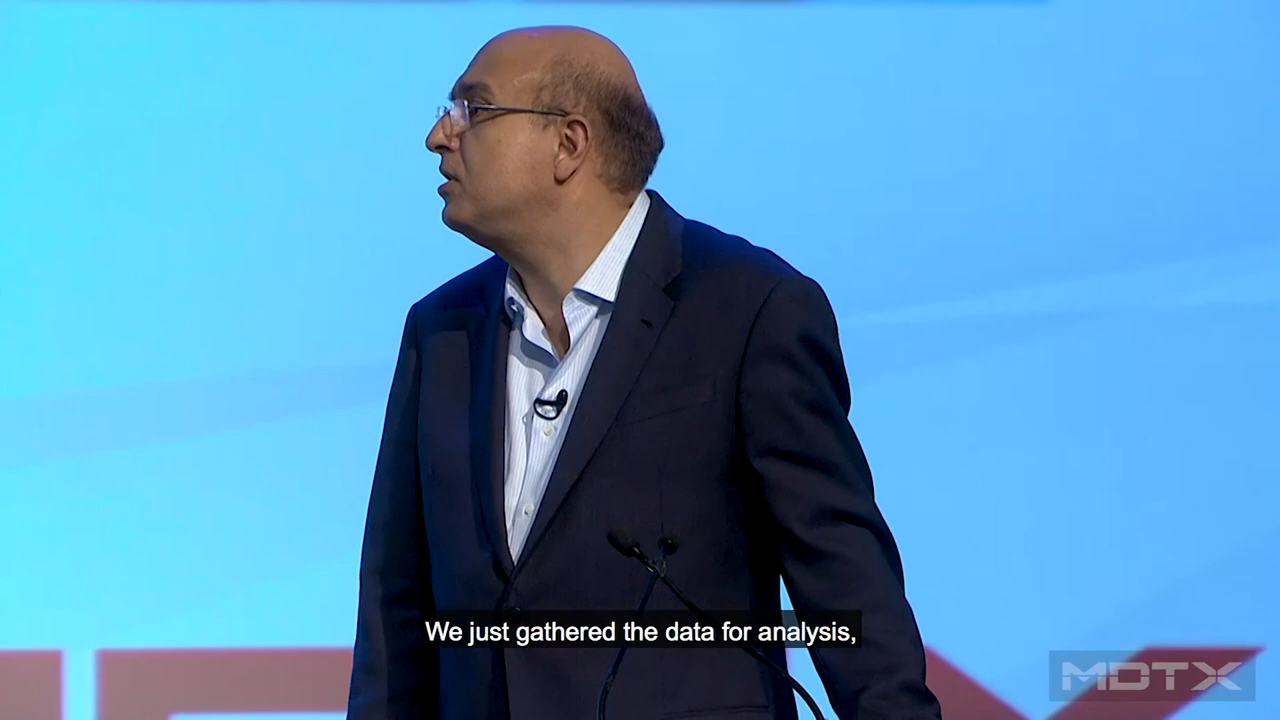 We just gathered the data for analysis,
MDTX